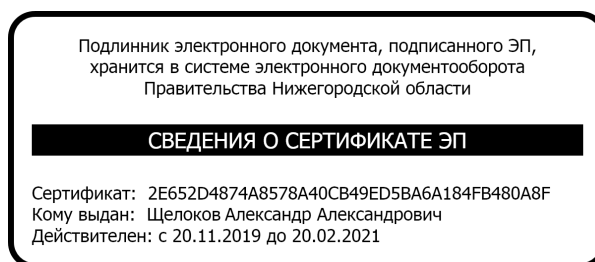 Подлинник электронного документа, подписанного ЭП,
хранится в системе электронного документооборота
Правительства Нижегородской области
СВЕДЕНИЯ О СЕРТИФИКАТЕ ЭП
Сертификат: 2E652D4874A8578A40CB49ED5BA6A184FB480A8F
Кому выдан: Щелоков Александр Александрович
Действителен: с 20.11.2019 до 20.02.2021